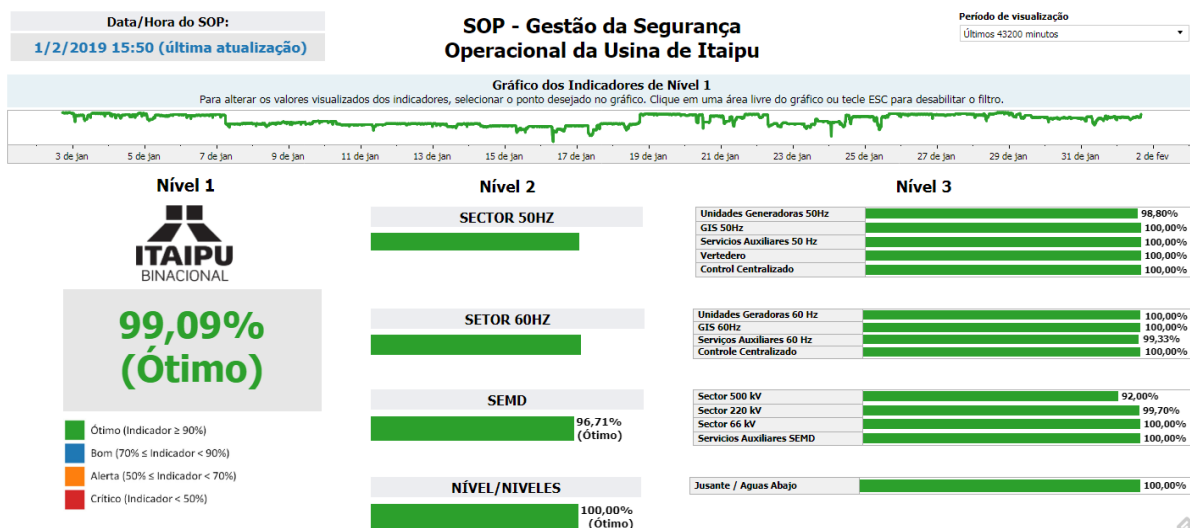 Data/Hora do SOP:
1/2/2019 15:50 (última atualização)
SOP - Gestão da Segurança
Operacional da Usina de Itaipu
Período de visualização
Últimos 43200 minutos
Gráfico dos Indicadores de Nível 1
Para alterar os valores visualizados dos indicadores, selecionar o ponto desejado no gráfico. Clique em uma área livre do gráfico ou tecle ESC para desabilitar o filtro.
3 de jan 5 de jan 7 de jan 9 de jan 11 de jan 13 de jan 15 de jan 17 de jan 19 de jan 21 de jan 23 de jan 25 de jan 27 de jan 29 de jan 31 de jan 2 de fev
Nível 1
ITAIPU
BINACIONAL
99,09%
(Ótimo)
Ótimo (Indicador ≥ 90%)
Bom (70% ≤ Indicador < 90%)
Alerta (50% ≤ Indicador < 70%)
Crítico (Indicador < 50%)
Nível 2
SECTOR 50HZ
SETOR 60HZ
SEMD
96,71%
(Ótimo)
NÍVEL/NIVELES
100,00%
(Ótimo)
Nível 3
Unidades Generadoras 50Hz 98,80%
GIS 50Hz 100,00%
Servicios Auxiliares 50 Hz 100,00%
Vertedero 100,00%
Control Centralizado 100,00%
Unidades Geradoras 60 Hz 100,00%
GIS 60Hz 100,00%
Serviços Auxiliares 60 Hz 99,33%
Controle Centralizado 100,00%
Sector 500 kV 92,00%
Sector 220 kV 99,70%
Sector 66 kV 100,00%
Servicios Auxiliares SEMD 100,00%
Jusante / Aguas Abajo 100,00%